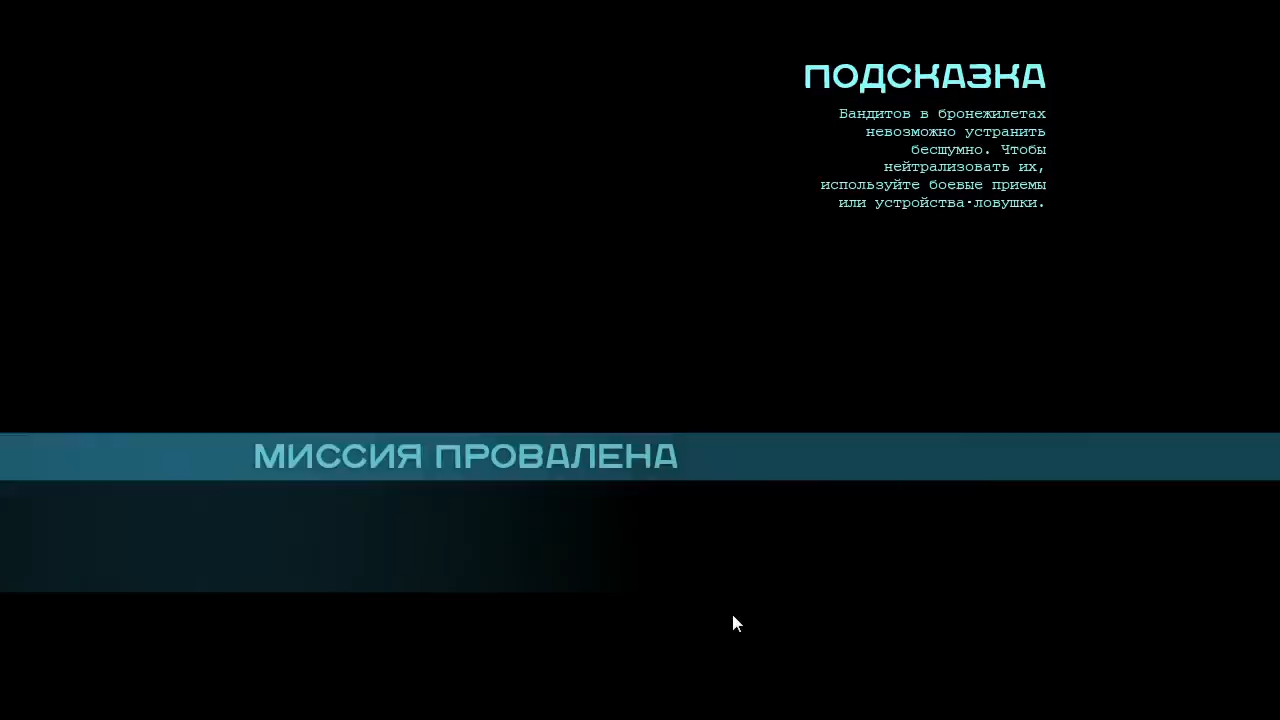 ПОДСКАЗКА
Бандитов в бронежилетах
невозможно устранить
бесшумно. Чтобы
нейтрализовать их,
используйте боевые приемы
или устройства-ловушки.
МИССИЯ ПРОВАЛЕНА